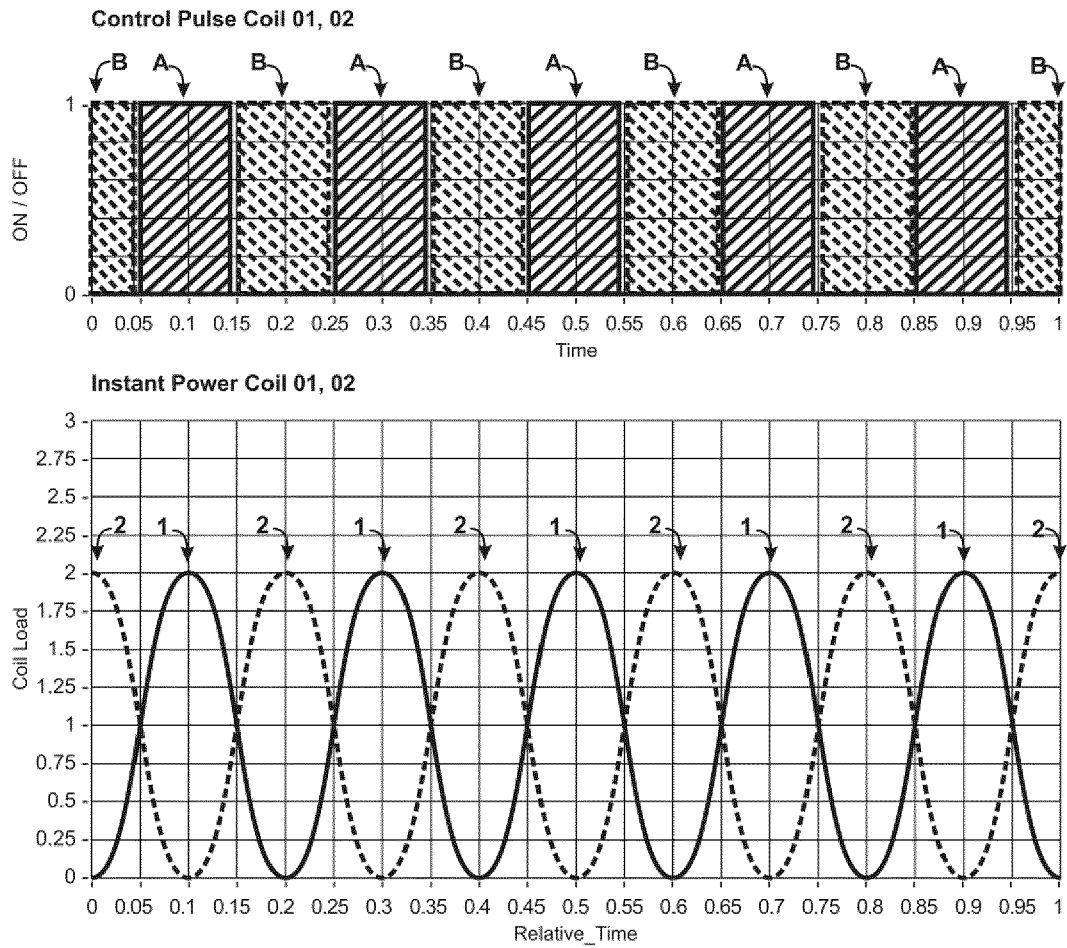 Control Pulse Coil 01, 02
B A B A B A B A B A B
1
ON / OFF
0
0 0.05 0.1 0.15 0.2 0.25 0.3 0.35 0.4 0.45 0.5 0.55 0.6 0.65 0.7 0.75 0.8 0.85 0.9 0.95 1
Time
Instant Power Coil 01, 02
3
2.75
2.5
2.25
2 1 2 1 2 1 2 1 2 1 2
2
1.75
1.5
Coil Load
1.25
1
0.75
0.5
0.25
0
0 0.05 0.1 0.15 0.2 0.25 0.3 0.35 0.4 0.45 0.5 0.55 0.6 0.65 0.7 0.75 0.8 0.85 0.9 0.95 1
Relative_Time